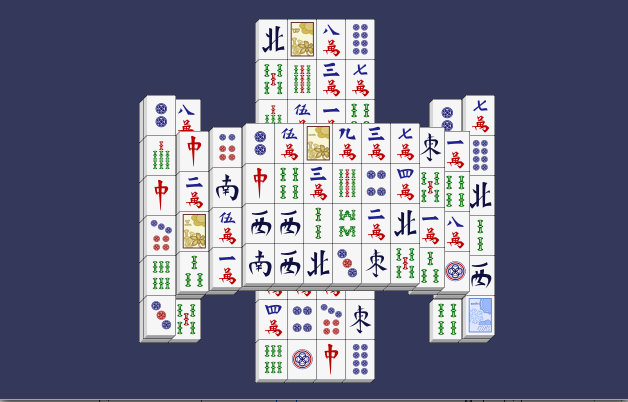 北 八萬
三萬 七萬
伍 一
七萬
八萬
伍萬 九萬 三萬 七萬 東 一萬
中
中 三萬 四萬
中 二萬 南 北
西 西 二萬 北 一萬 八萬
伍萬
一萬 南 西 北 東 西
四萬 東
中